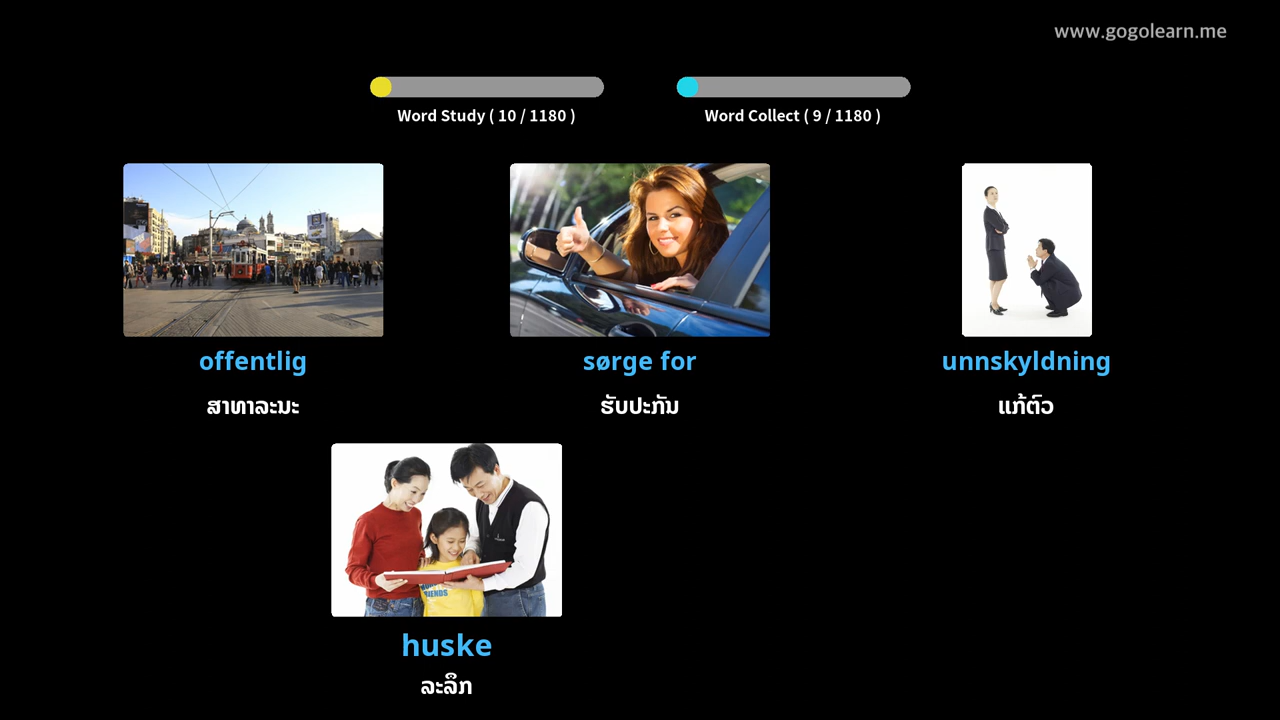 www.gogolearn.me
Word Study ( 10 / 1180 )
Word Collect ( 9 / 1180 )
offentlig
sørge for
unnskyldning
ສາທາລະນະ
ຮັບປະກັນ
ແກ້ຕົວ
huske
ລະລຶກ